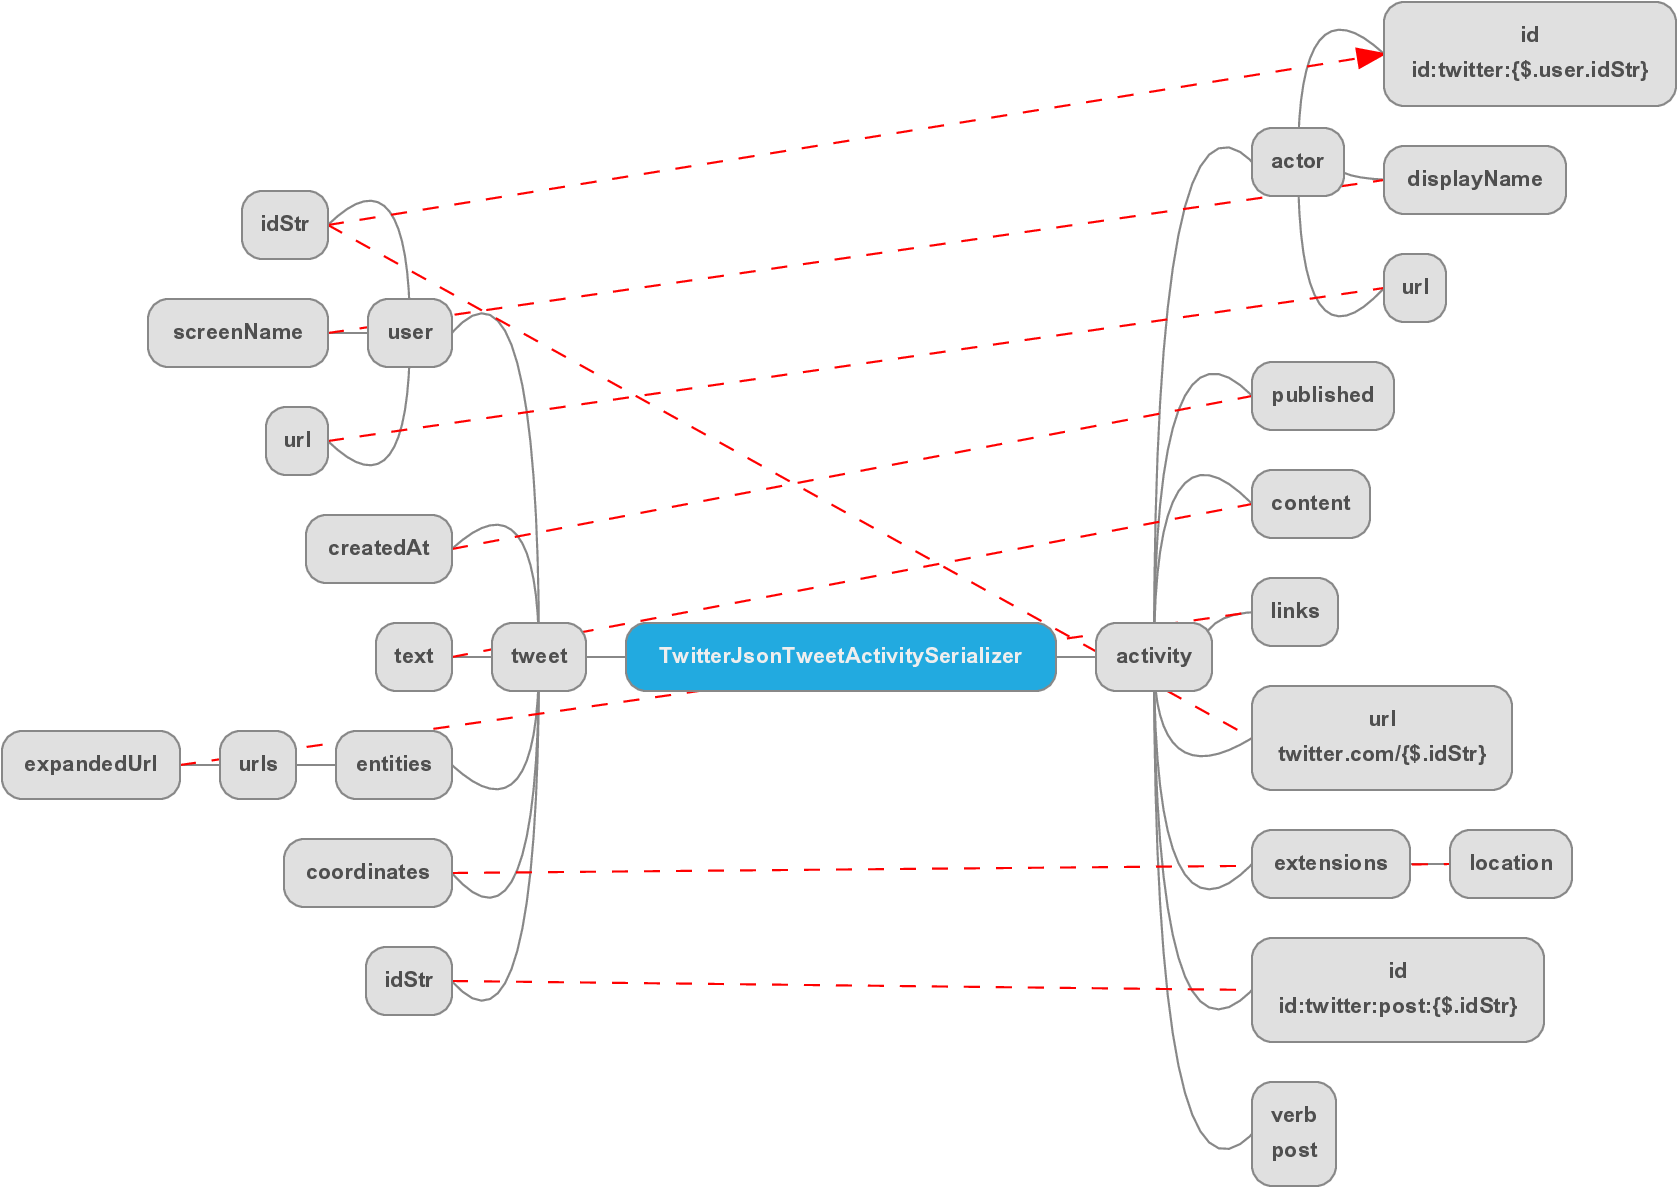 id
id:twitter:{$.user.idStr}
actor
displayName
idStr
url
screenName
user
published
url
content
createdAt
links
text
tweet
TwitterJsonTweetActivitySerializer
activity
url
twitter.com/{$.idStr}
expandedUrl
urls
entities
extensions
location
coordinates
id
id:twitter:post:{$.idStr}
idStr
verb
post